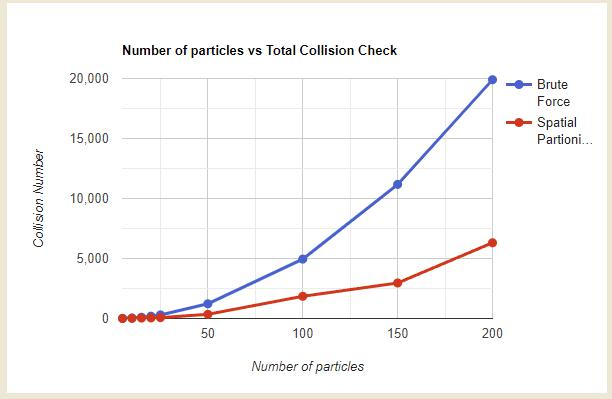 Number of particles vs Total Collision Check
20,000
15,000
10,000
5,000
0
Collision Number
50
100
150
200
Number of particles
Brute
Force
Spatial
Partioni...